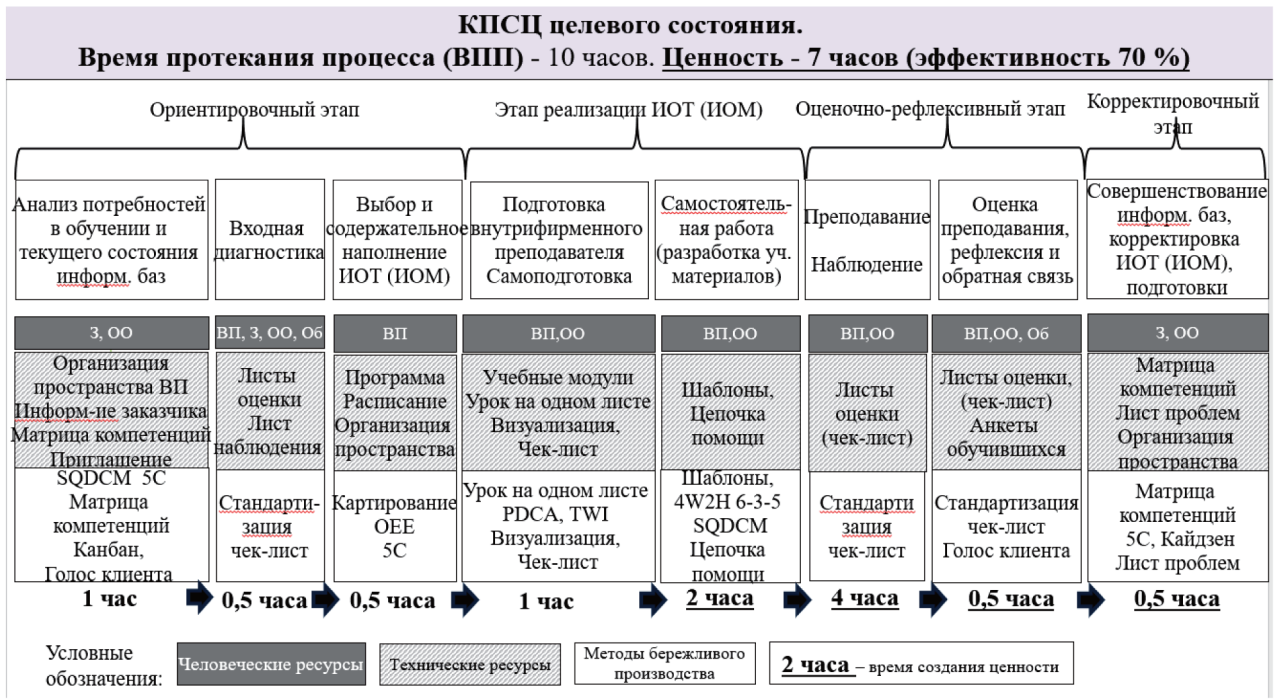 КПСЦ целевого состояния.
Время протекания процесса (ВПП) - 10 часов. Ценность - 7 часов (эффективность 70 %)
Ориентировочный этап
Этап реализации ИОТ (ИОМ)
Оценочно-рефлексивный этап
Корректировочный
этап
Анализ потребностей
в обучении и
текущего состояния
информ. баз
Входная
диагностика
Выбор и
содержательное
наполнение
ИОТ (ИОМ)
Подготовка
внутрифирменного
преподавателя
Самоподготовка
Самостоятель-
ная работа
(разработка уч.
материалов)
Преподавание
Наблюдение
Оценка
преподавания,
рефлексия и
обратная связь
Совершенствование
информ. баз,
корректировка
ИОТ (ИОМ),
подготовки
З, ОО
ВП, З, ОО, Об
ВП
ВП,ОО
ВП,ОО
ВП,ОО
ВП,ОО, Об
З, ОО
Организация
пространства ВП
Информ-ие заказчика
Матрица компетенций
Приглашение
Листы
оценки
Лист
наблюдения
Программа
Расписание
Организация
пространства
Учебные модули
Урок на одном листе
Визуализация,
Чек-лист
Шаблоны,
Цепочка
помощи
Листы
оценки
(чек-лист)
Листы оценки,
(чек-лист)
Анкеты
обучившихся
Матрица
компетенций
Лист проблем
Организация
пространства
SQDCM 5С
Матрица
компетенций
Канбан,
Голос клиента
Стандарти-
зация
чек-лист
Картирование
OEE
5С
Урок на одном листе
PDCA, TWI
Визуализация,
Чек-лист
Шаблоны,
4W2H 6-3-5
SQDCM
Цепочка
помощи
Стандарти
зация
чек-лист
Стандартизация
чек-лист
Голос клиента
Матрица
компетенций
5С, Кайдзен
Лист проблем
1 час
0,5 часа
0,5 часа
1 час
2 часа
4 часа
0,5 часа
0,5 часа
Условные
обозначения:
Человеческие ресурсы
Технические ресурсы
Методы бережливого
производства
2 часа – время создания ценности